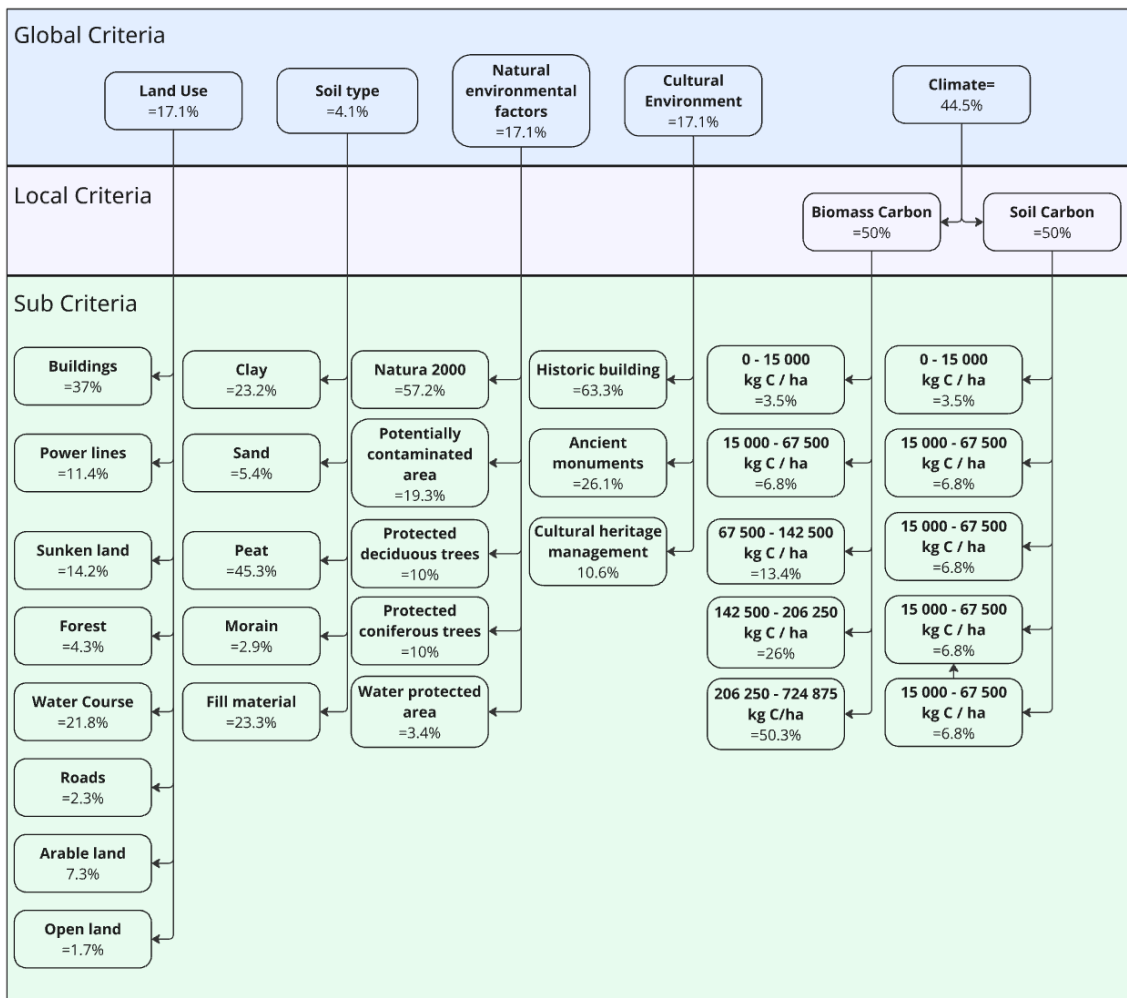 Global Criteria
Land Use
=17.1%
Soil type
=4.1%
Natural
environmental
factors
=17.1%
Cultural
Environment
=17.1%
Climate=
44.5%
Local Criteria
Biomass Carbon
=50%
Soil Carbon
=50%
Sub Criteria
Buildings
=37%
Power lines
=11.4%
Sunken land
=14.2%
Forest
=4.3%
Water Course
=21.8%
Roads
=2.3%
Arable land
7.3%
Open land
=1.7%
Clay
=23.2%
Sand
=5.4%
Peat
=45.3%
Morain
=2.9%
Fill material
=23.3%
Natura 2000
=57.2%
Potentially
contaminated
area
=19.3%
Protected
deciduous trees
=10%
Protected
coniferous trees
=10%
Water protected
area
=3.4%
Historic building
=63.3%
Ancient
monuments
=26.1%
Cultural heritage
management
10.6%
0 - 15 000
kg C / ha
=3.5%
15 000 - 67 500
kg C / ha
=6.8%
67 500 - 142 500
kg C / ha
=13.4%
142 500 - 206 250
kg C / ha
=26%
206 250 - 724 875
kg C/ha
=50.3%
0 - 15 000
kg C / ha
=3.5%
15 000 - 67 500
kg C / ha
=6.8%
15 000 - 67 500
kg C / ha
=6.8%
15 000 - 67 500
kg C / ha
=6.8%
15 000 - 67 500
kg C / ha
=6.8%